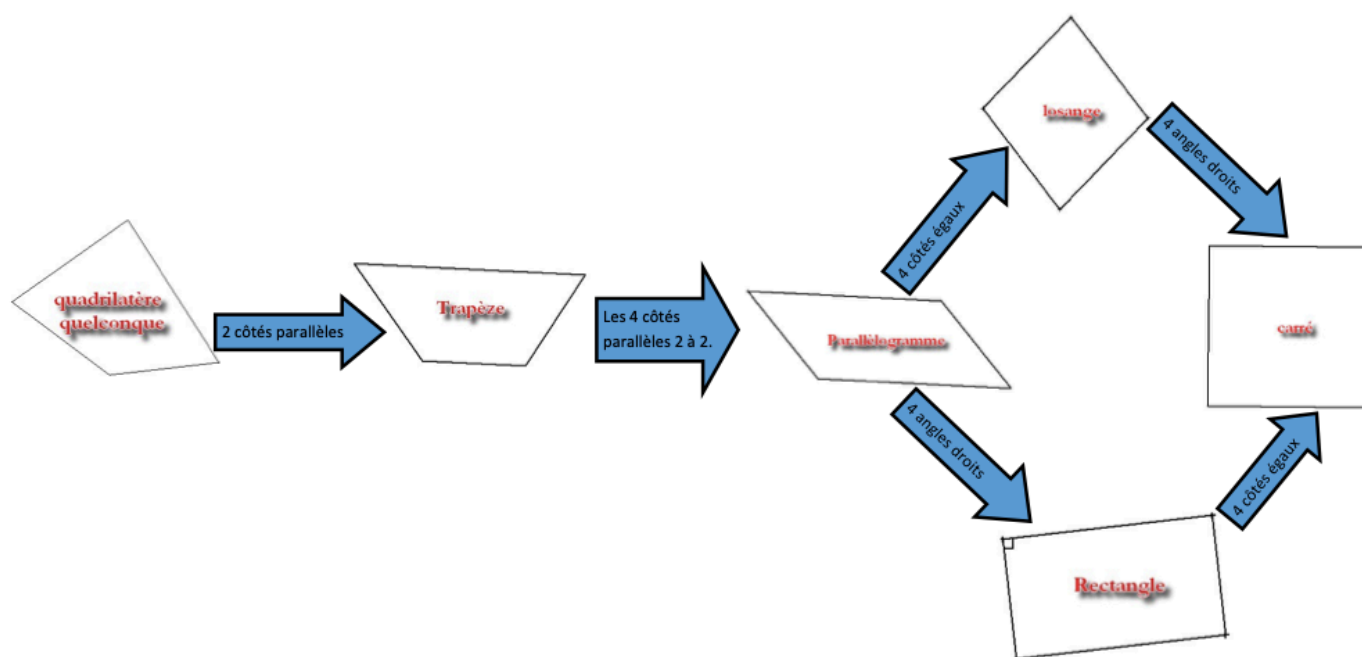 losange
4 angles droits
4 côtés égaux
quadrilatère
quelconque
2 côtés parallèles
Trapèze
Les 4 côtés
parallèles 2 à 2.
Parallèlogramme
carré
4 angles droits
4 côtés égaux
Rectangle